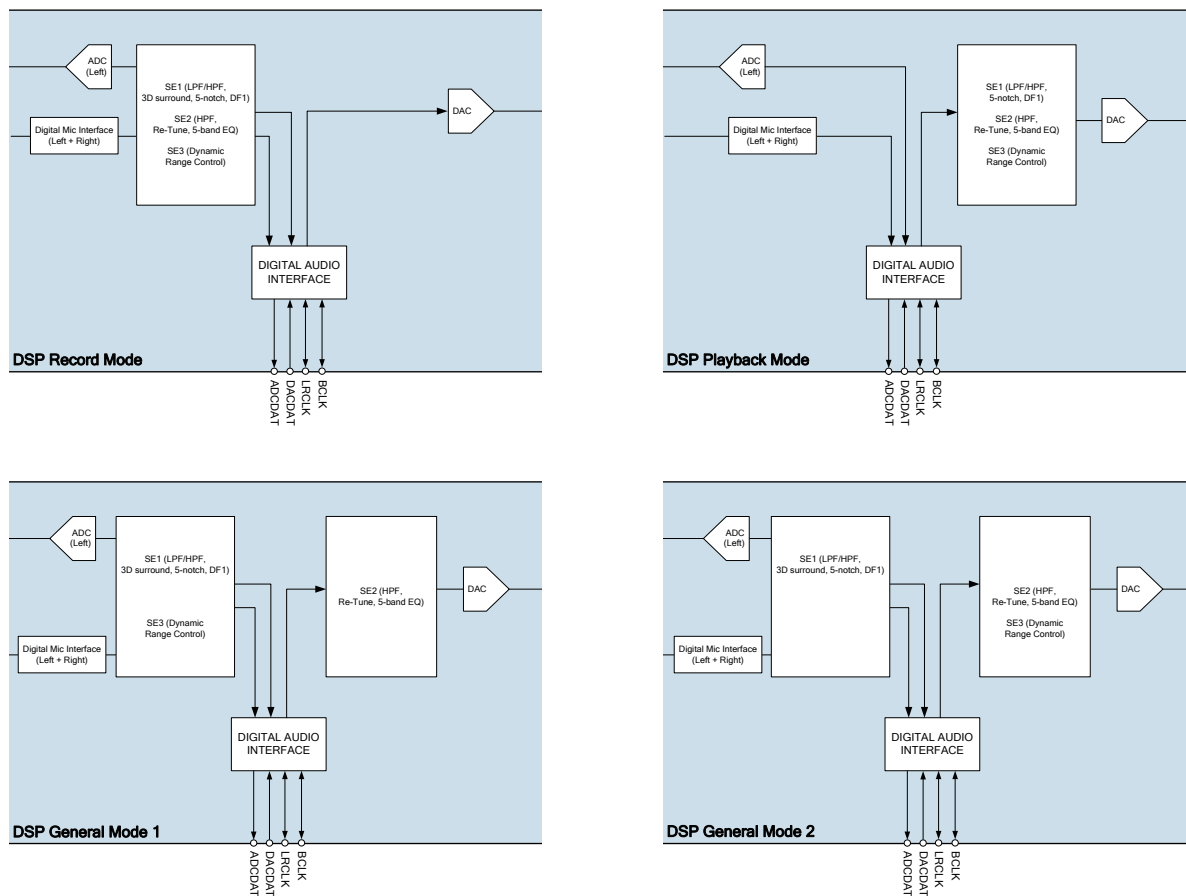 ADC
(Left)
SE1 (LPF/HPF,
3D surround, 5-notch, DF1)
SE2 (HPF,
Re-Tune, 5-band EQ)
SE3 (Dynamic
Range Control)
Digital Mic Interface
(Left + Right)
DAC
DIGITAL AUDIO
INTERFACE
DSP Record Mode
ADCDAT
DACDAT
LRCLK
BCLK
ADC
(Left)
SE1 (LPF/HPF,
5-notch, DF1)
SE2 (HPF,
Re-Tune, 5-band EQ)
SE3 (Dynamic
Range Control)
Digital Mic Interface
(Left + Right)
DAC
DIGITAL AUDIO
INTERFACE
DSP Playback Mode
ADCDAT
DACDAT
LRCLK
BCLK
ADC
(Left)
SE1 (LPF/HPF,
3D surround, 5-notch, DF1)
SE3 (Dynamic
Range Control)
SE2 (HPF,
Re-Tune, 5-band EQ)
DAC
Digital Mic Interface
(Left + Right)
DIGITAL AUDIO
INTERFACE
DSP General Mode 1
ADCDAT
DACDAT
LRCLK
BCLK
ADC
(Left)
SE1 (LPF/HPF,
3D surround, 5-notch, DF1)
SE2 (HPF,
Re-Tune, 5-band EQ)
SE3 (Dynamic
Range Control)
DAC
Digital Mic Interface
(Left + Right)
DIGITAL AUDIO
INTERFACE
DSP General Mode 2
ADCDAT
DACDAT
LRCLK
BCLK